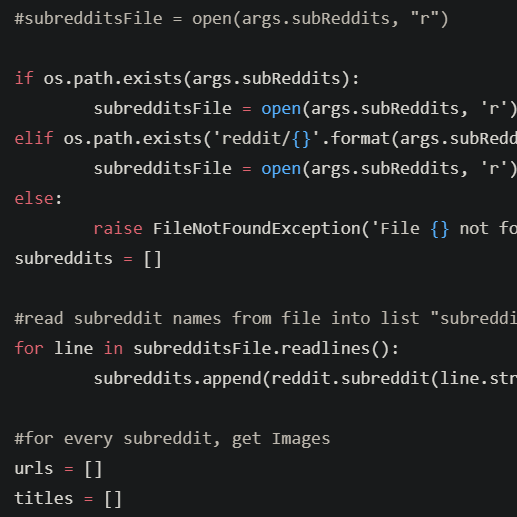 #subredditsFile = open(args.subReddits, "r")
if os.path.exists(args.subReddits):
subredditsFile = open(args.subReddits, 'r')
elif os.path.exists('reddit/{}'.format(args.subRedd
subredditsFile = open(args.subReddits, 'r')
else:
raise FileNotFoundException('File {} not fo
subreddits = []
#read subreddit names from file into list "subreddi
for line in subredditsFile.readlines():
subreddits.append(reddit.subreddit(line.str
#for every subreddit, get Images
urls = []
titles = []